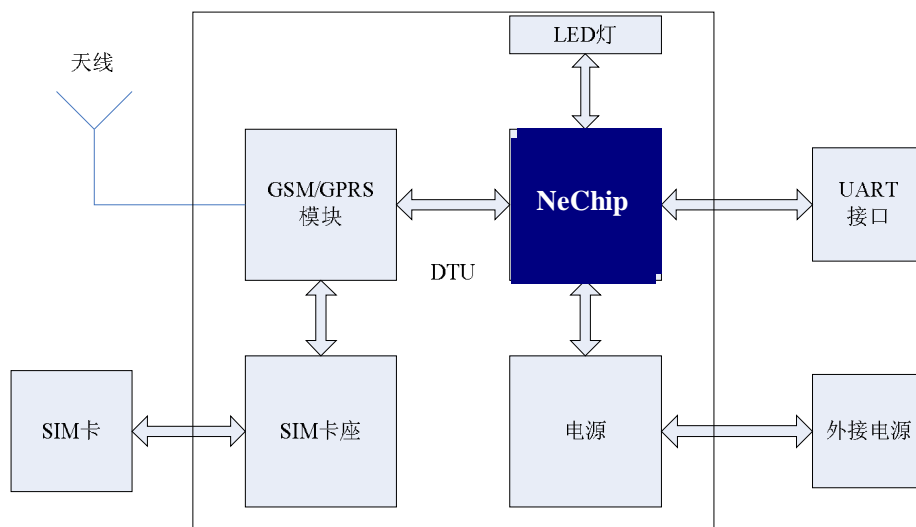 LED灯
天线
GSM/GPRS
模块
NeChip
UART
接口
DTU
SIM卡
SIM卡座
电源
外接电源